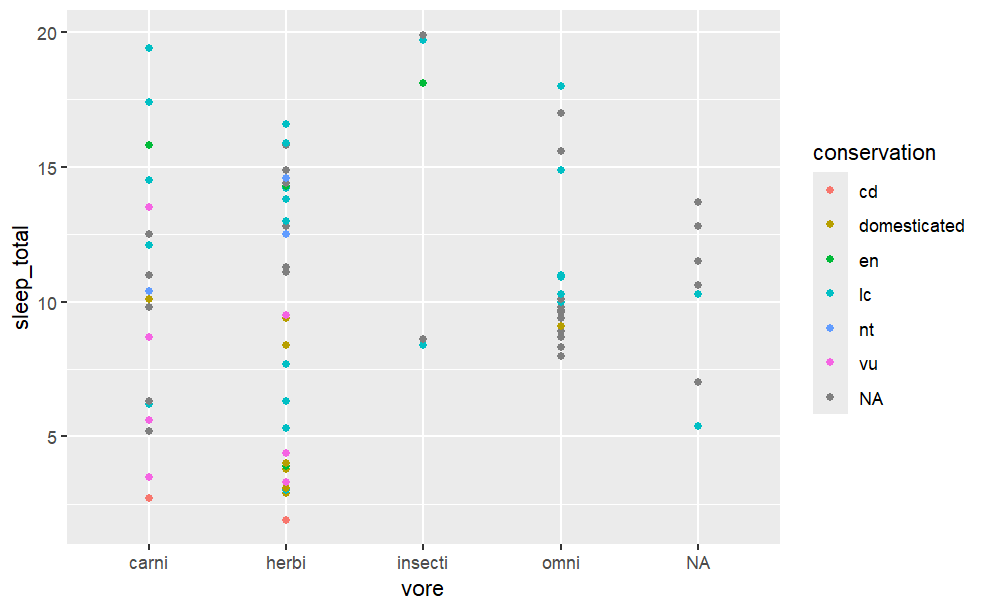 sleep_total
20
15
10
5
carni herbi insecti omni NA
vore
conservation
cd
domesticated
en
lc
nt
vu
NA